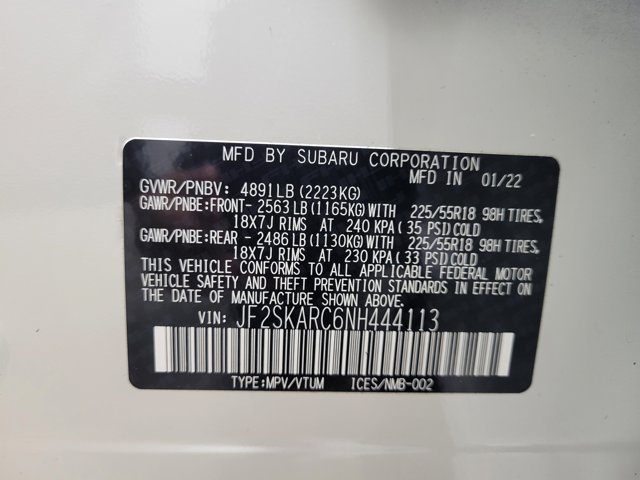 MFD BY SUBARU CORPORATION
GVWR/PNBV: 4891LB(2223KG) MFD IN 01/22
GAWR/PNBE:FRONT- 2563LB(1165KG)WITH 225/55R18 98H TIRES,
18X7J RIMS AT 240 KPA(35 PSI)COLD
GAWR/PNBE:REAR - 2486LB(1130KG)WITH 225/55R18 98H TIRES,
18X7J RIMS AT 230 KPA(33 PSI)COLD
THIS VEHICLE CONFORMS TO ALL APPLICABLE FEDERAL MOTOR
VEHICLE SAFETY AND THEFT PREVENTION STANDARDS IN EFFECT ON
THE DATE OF MANUFACTURE SHOWN ABOVE.
VIN: JF2SKARC6NH444113
TYPE:MPV/VTUM ICES/NMB-002